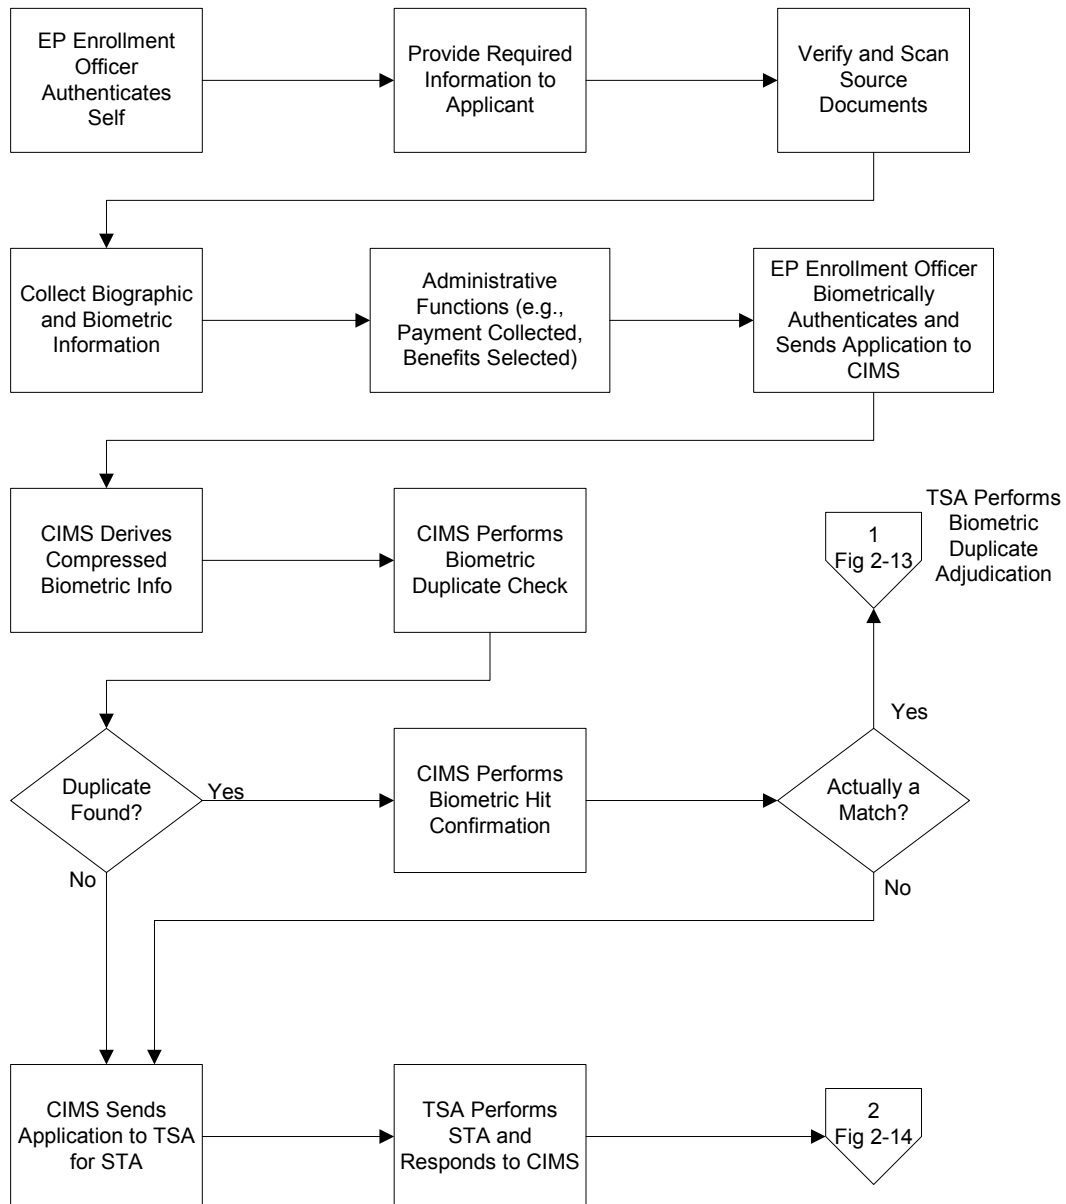 EP Enrollment
Officer
Authenticates
Self
Provide Required
Information to
Applicant
Verify and Scan
Source
Documents
Collect Biographic
and Biometric
Information
Administrative
Functions (e.g.,
Payment Collected,
Benefits Selected)
EP Enrollment Officer
Biometrically
Authenticates and
Sends Application to
CIMS
CIMS Derives
Compressed
Biometric Info
CIMS Performs
Biometric
Duplicate Check
1
Fig 2-13
TSA Performs
Biometric
Duplicate
Adjudication
Duplicate
Found?
Yes
CIMS Performs
Biometric Hit
Confirmation
Actually a
Match?
Yes
No
No
CIMS Sends
Application to TSA
for STA
TSA Performs
STA and
Responds to CIMS
2
Fig 2-14